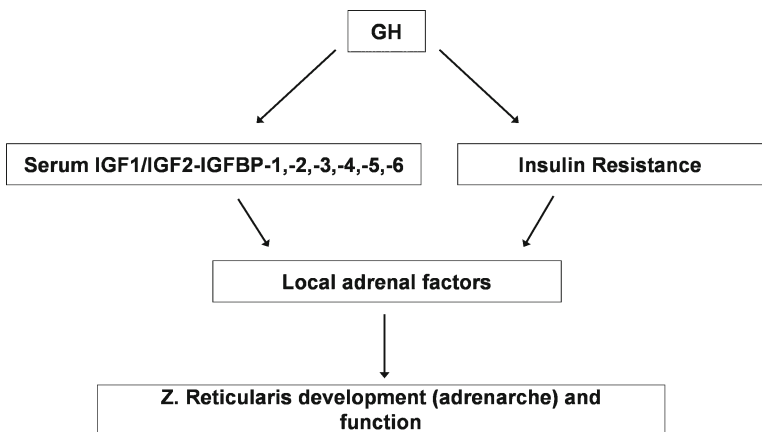 GH
Serum IGF1/IGF2-IGFBP-1,-2,-3,-4,-5,-6
Insulin Resistance
Local adrenal factors
Z. Reticularis development (adrenarche) and
function